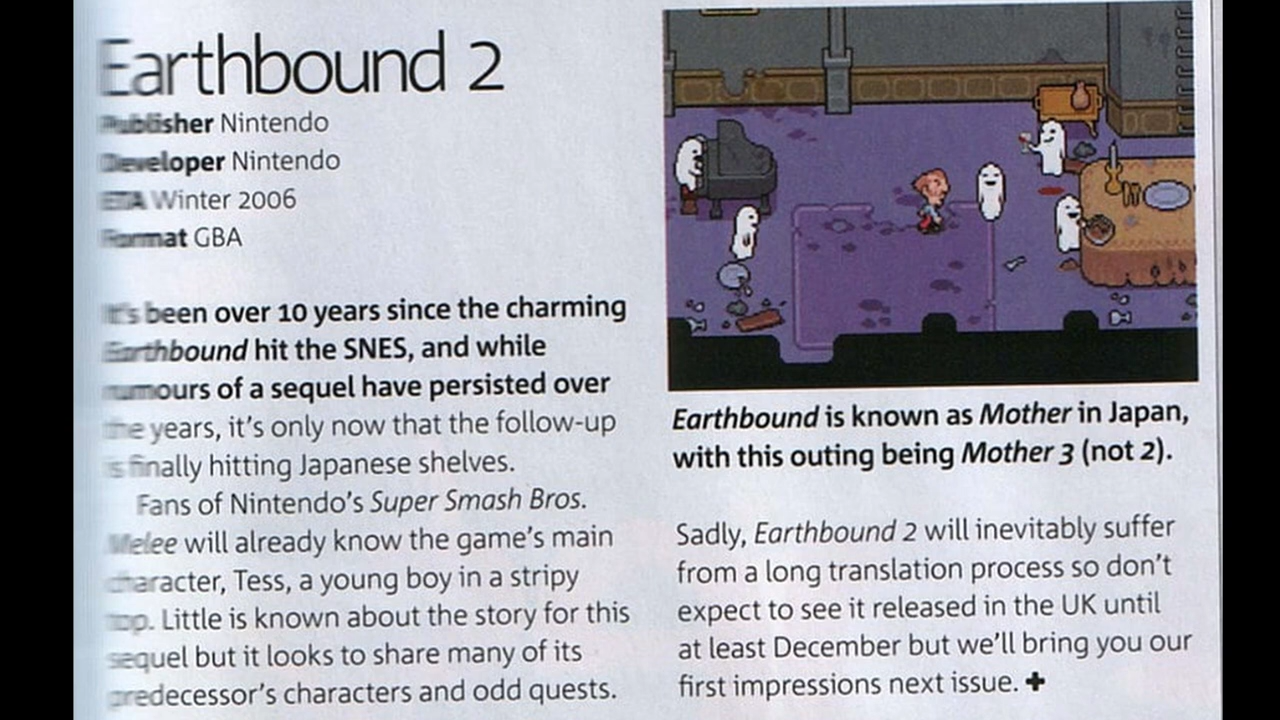 Earthbound 2
Publisher Nintendo
Developer Nintendo
ETA Winter 2006
Format GBA
It's been over 10 years since the charming
Earthbound hit the SNES, and while
rumours of a sequel have persisted over
the years, it's only now that the follow-up
is finally hitting Japanese shelves.
Fans of Nintendo's Super Smash Bros.
Melee will already know the game's main
character, Tess, a young boy in a stripy
top. Little is known about the story for this
sequel but it looks to share many of its
predecessor's characters and odd quests.
Earthbound is known as Mother in Japan,
with this outing being Mother 3 (not 2).
Sadly, Earthbound 2 will inevitably suffer
from a long translation process so don't
expect to see it released in the UK until
at least December but we'll bring you our
first impressions next issue. ✚